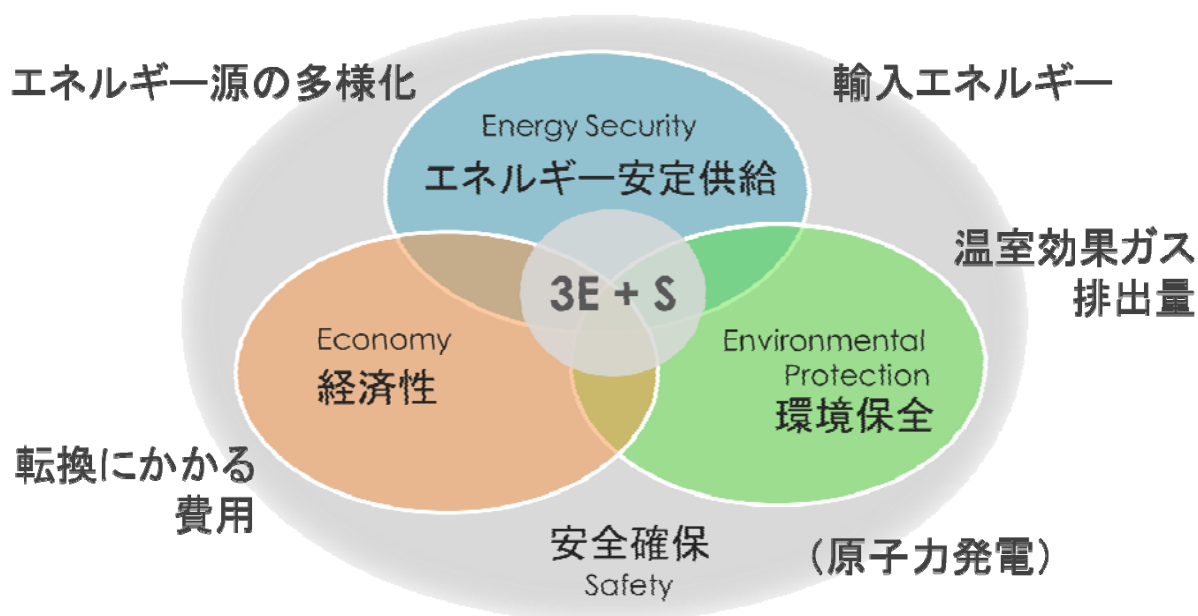 エネルギー源の多様化
輸入エネルギー
Energy Security
エネルギー安定供給
温室効果ガス
排出量
3E + S
Economy
経済性
Environmental
Protection
環境保全
転換にかかる
費用
安全確保
Safety
（原子力発電）